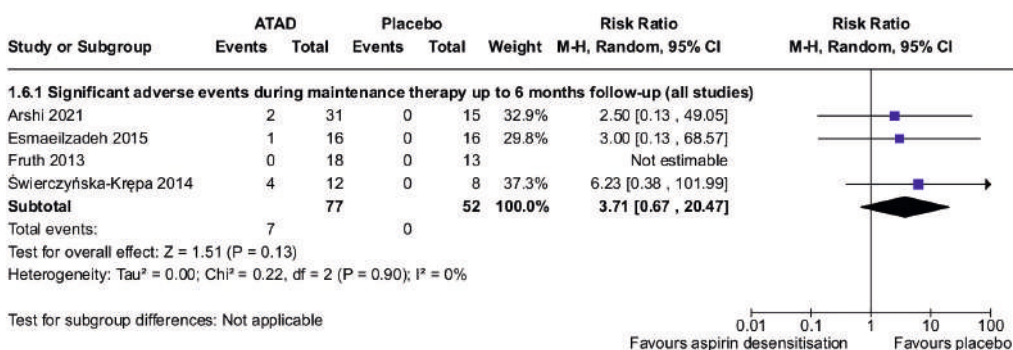 ATAD Placebo Risk Ratio Risk Ratio
Study or Subgroup Events Total Events Total Weight M-H, Random, 95% CI M-H, Random, 95% CI
1.6.1 Significant adverse events during maintenance therapy up to 6 months follow-up (all studies)
Arshi 2021 2 31 0 15 32.9% 2.50 [0.13 , 49.05]
Esmaeilzadeh 2015 1 16 0 16 29.8% 3.00 [0.13 , 68.57]
Fruth 2013 0 18 0 13 Not estimable
Świerczyńska-Krępa 2014 4 12 0 8 37.3% 6.23 [0.38 , 101.99]
Subtotal 77 52 100.0% 3.71 [0.67 , 20.47]
Total events: 7 0
Test for overall effect: Z = 1.51 (P = 0.13)
Heterogeneity: Tau² = 0.00; Chi² = 0.22, df = 2 (P = 0.90); I² = 0%
Test for subgroup differences: Not applicable
0.01 0.1 1 10 100
Favours aspirin desensitisation Favours placebo